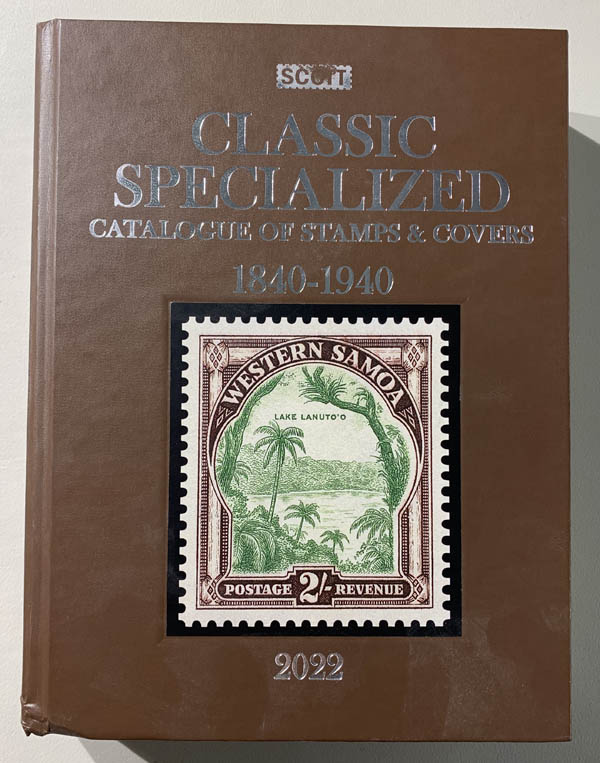 SCOTT
CLASSIC
SPECIALIZED
CATALOGUE OF STAMPS & COVERS
1840-1940
WESTERN SAMOA
LAKE LANUTO'O
POSTAGE 2/- REVENUE
2022